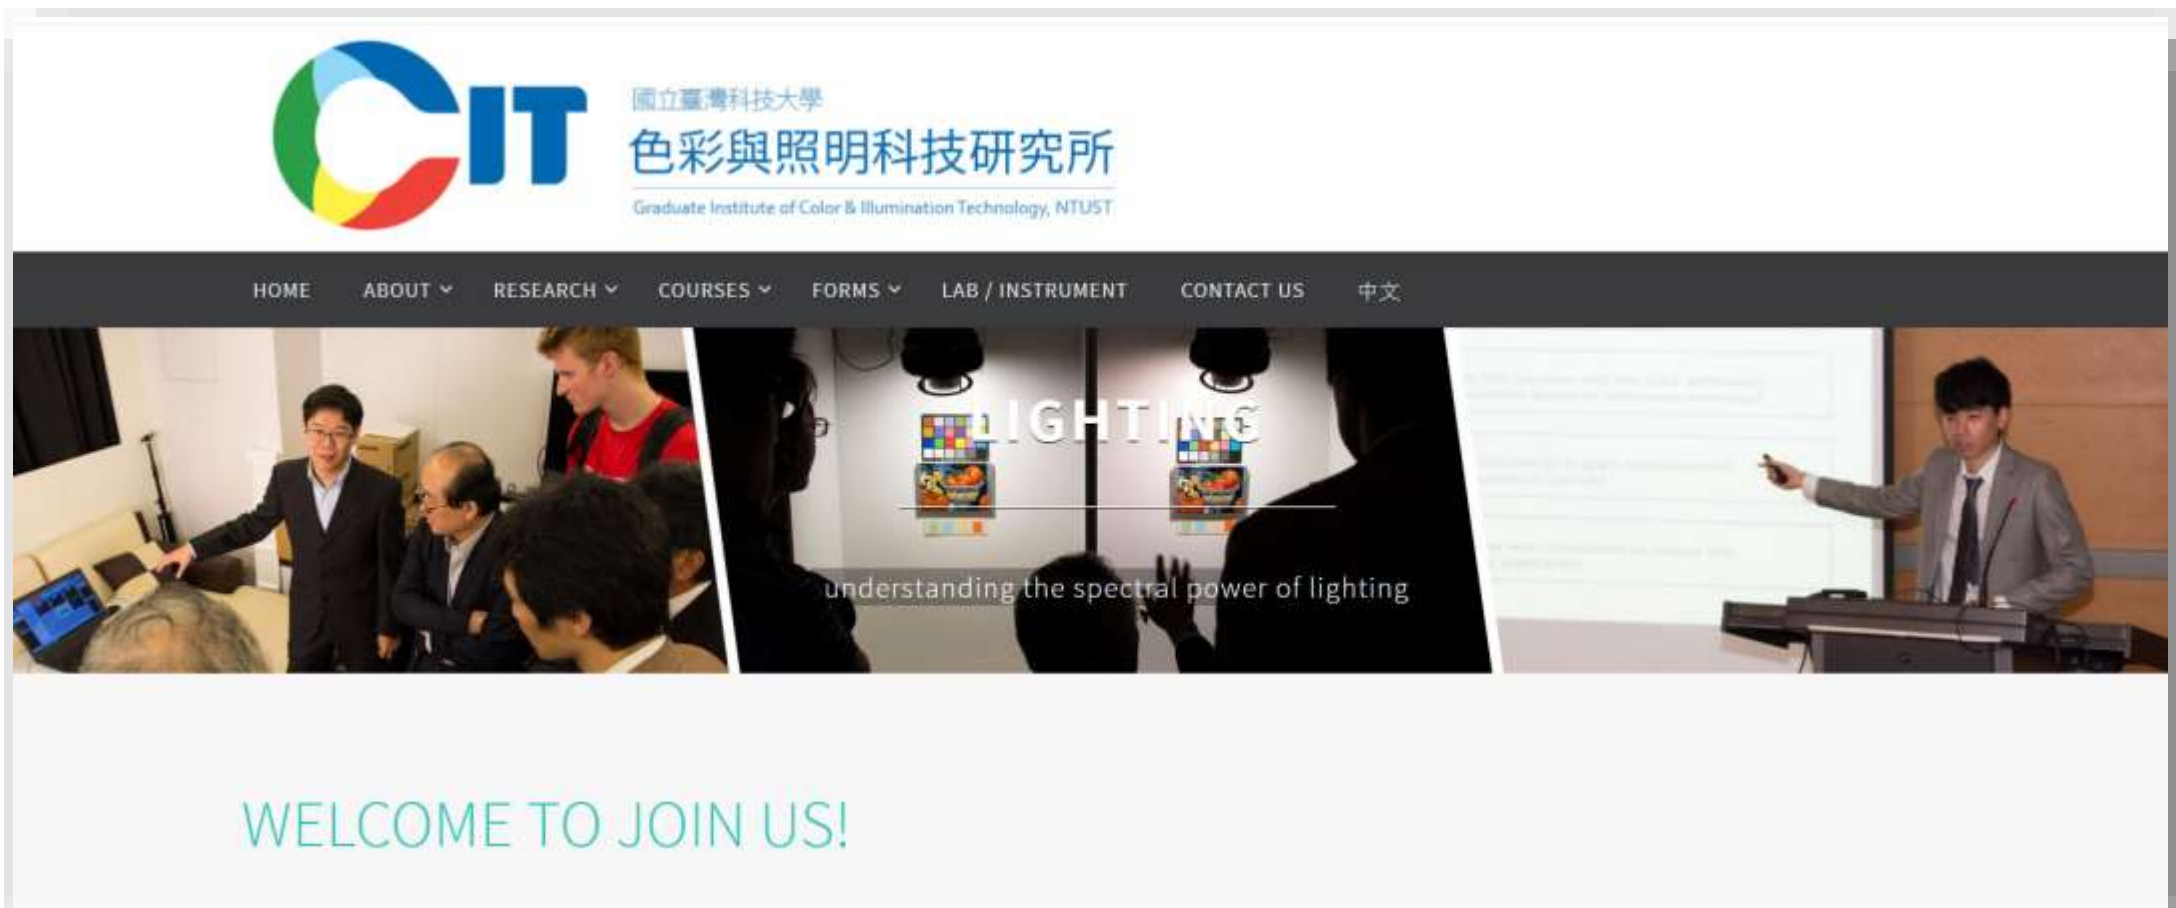 CIT
國立臺灣科技大學
色彩與照明科技研究所
Graduate Institute of Color & Illumination Technology, NTUST
HOME ABOUT RESEARCH COURSES FORMS LAB / INSTRUMENT CONTACT US 中文
LIGHTING
understanding the spectral power of lighting
WELCOME TO JOIN US!